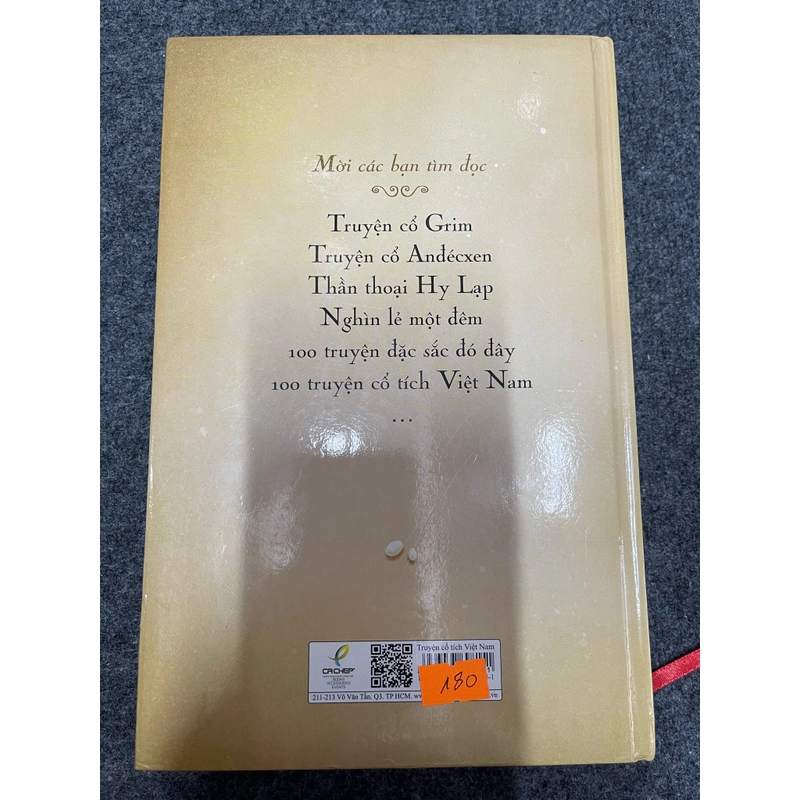 Mời các bạn tìm đọc
Truyện cổ Grim
Truyện cổ Anđécxen
Thần thoại Hy Lạp
Nghìn lẻ một đêm
100 truyện đặc sắc đó đây
100 truyện cổ tích Việt Nam
...
CÁ CHÉP
Truyện cổ tích Việt Nam
180
211-213 Võ Văn Tần. Q3. TP HCM.